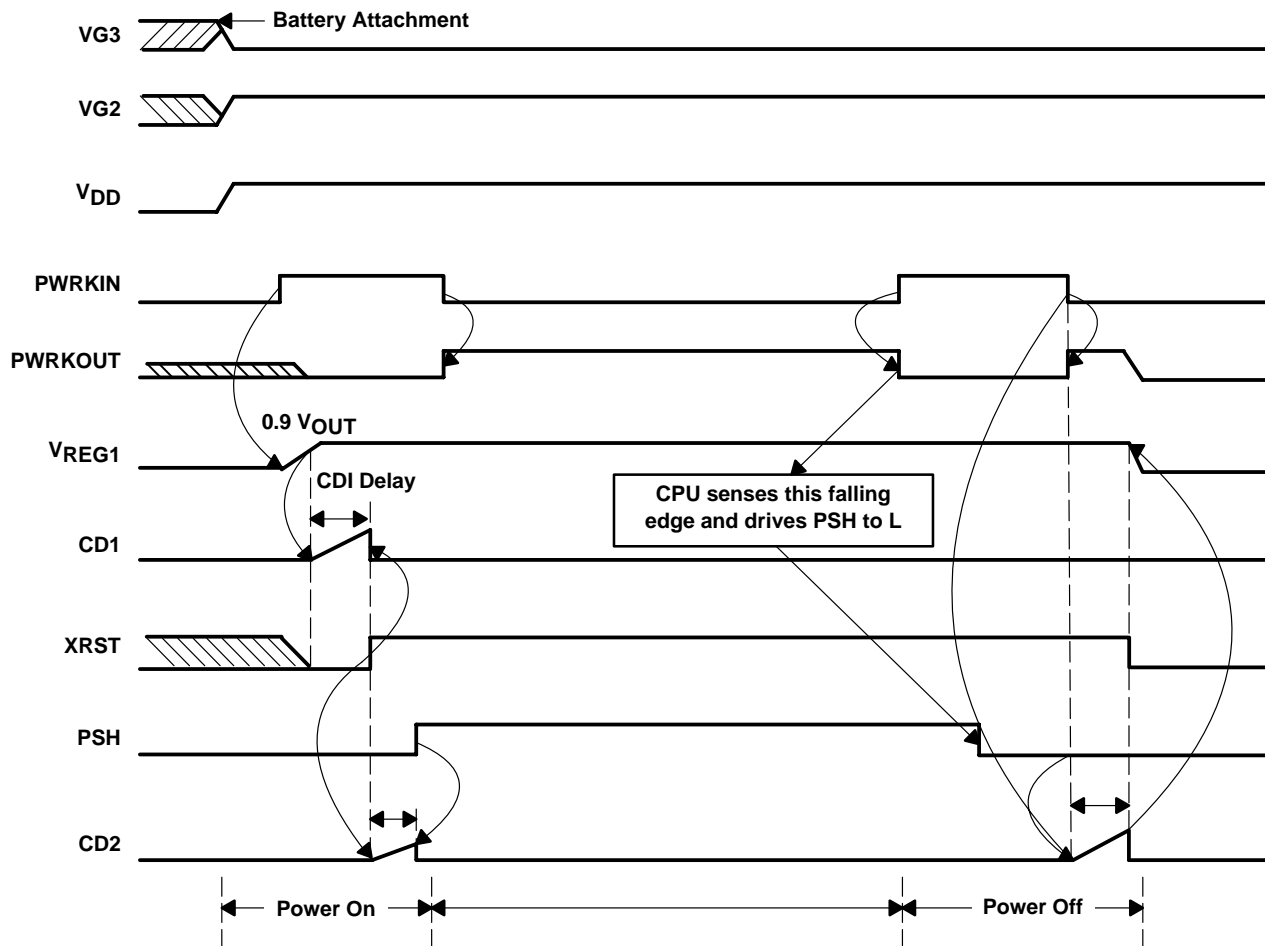 Battery Attachment
VG3
VG2
VDD
PWRKIN
PWRKOUT
0.9 VOUT
VREG1
CDI Delay
CPU senses this falling
edge and drives PSH to L
CD1
XRST
PSH
CD2
Power On
Power Off